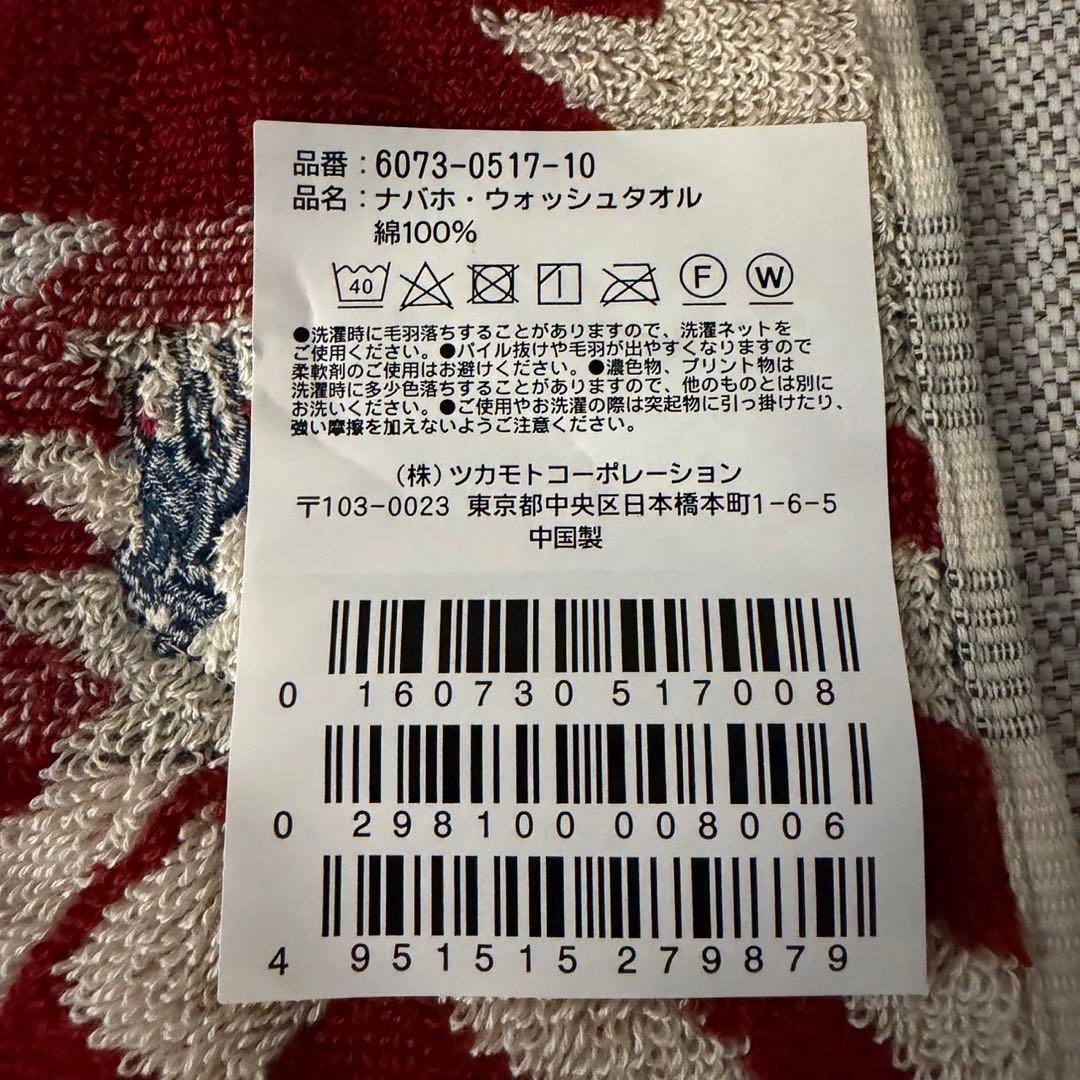 品番：6073-0517-10
品名：ナバホ・ウォッシュタオル
綿100%
40 F W
●洗濯時に毛羽落ちすることがありますので、洗濯ネットを
ご使用ください。●パイル抜けや毛羽が出やすくなりますので
柔軟剤のご使用はお避けください。●濃色物、プリント物は
洗濯時に多少色落ちすることがありますので、他のものとは別に
お洗いください。●ご使用やお洗濯の際は突起物に引っ掛けたり、
強い摩擦を加えないようご注意ください。
（株）ツカモトコーポレーション
〒103-0023 東京都中央区日本橋本町1-6-5
中国製
0 160730 517008
0 298100 008006
4 951515 279879